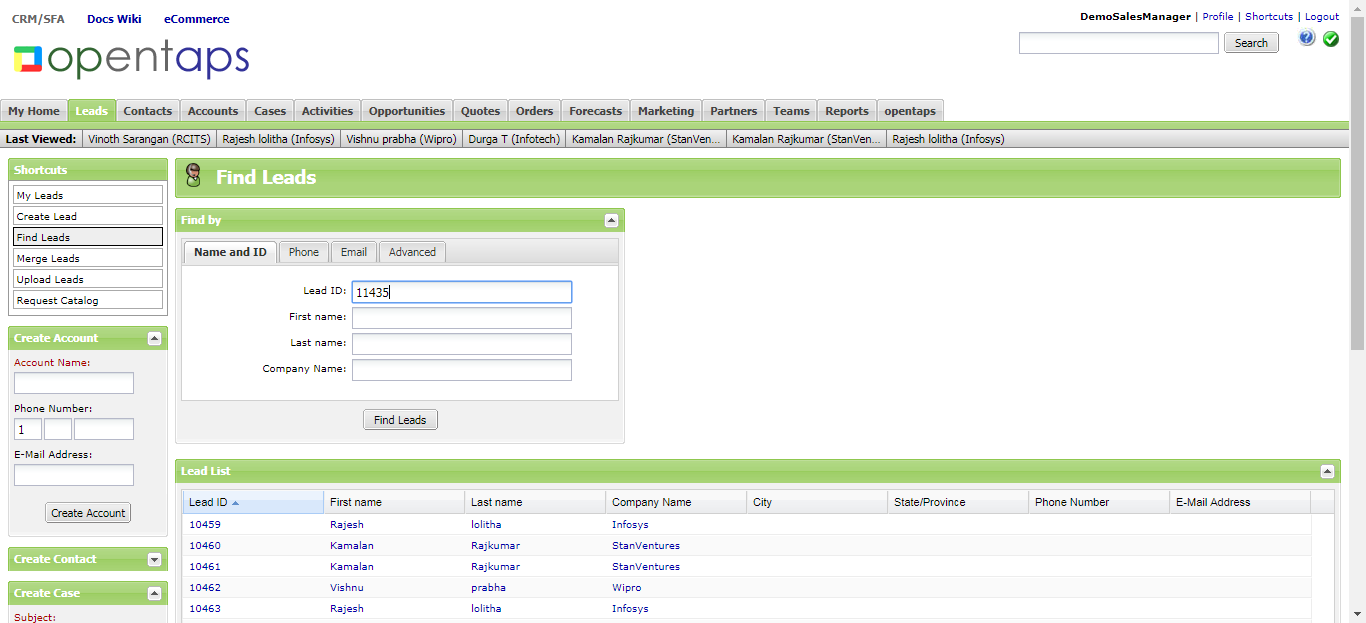 CRM/SFA Docs Wiki eCommerce
DemoSalesManager | Profile | Shortcuts | Logout
opentaps
Search
My Home Leads Contacts Accounts Cases Activities Opportunities Quotes Orders Forecasts Marketing Partners Teams Reports opentaps
Last Viewed: Vinoth Sarangan (RCITS) Rajesh lolitha (Infosys) Vishnu prabha (Wipro) Durga T (Infotech) Kamalan Rajkumar (StanVen... Kamalan Rajkumar (StanVen... Rajesh lolitha (Infosys)
Shortcuts
My Leads
Create Lead
Find Leads
Merge Leads
Upload Leads
Request Catalog
Create Account
Account Name:
Phone Number:
1
E-Mail Address:
Create Account
Create Contact
Create Case
Subject:
Find Leads
Find by
Name and ID Phone Email Advanced
Lead ID: 11435
First name:
Last name:
Company Name:
Find Leads
Lead List
Lead ID First name Last name Company Name City State/Province Phone Number E-Mail Address
10459 Rajesh lolitha Infosys
10460 Kamalan Rajkumar StanVentures
10461 Kamalan Rajkumar StanVentures
10462 Vishnu prabha Wipro
10463 Rajesh lolitha Infosys